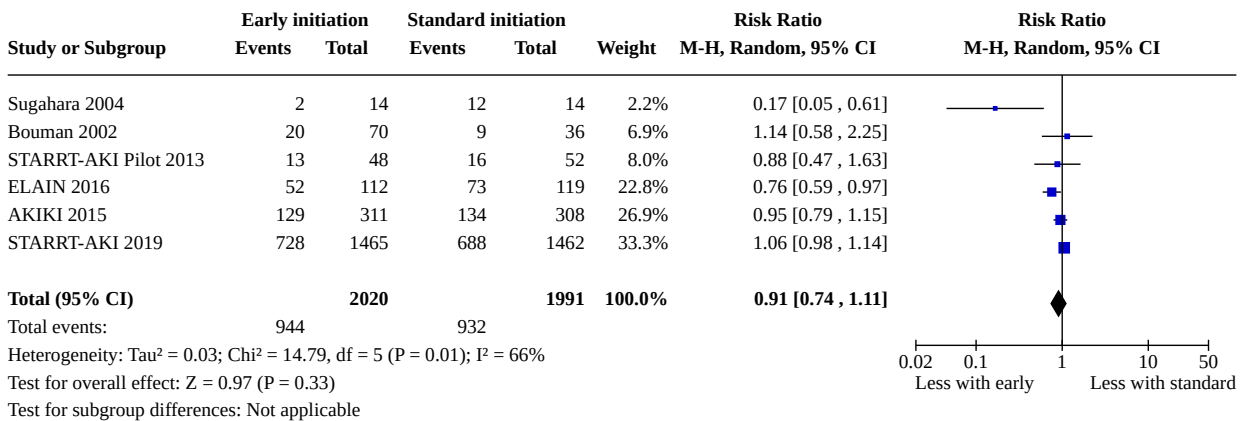 Early initiation Standard initiation Risk Ratio Risk Ratio
Study or Subgroup Events Total Events Total Weight M-H, Random, 95% CI M-H, Random, 95% CI
Sugahara 2004 2 14 12 14 2.2% 0.17 [0.05 , 0.61]
Bouman 2002 20 70 9 36 6.9% 1.14 [0.58 , 2.25]
STARRT-AKI Pilot 2013 13 48 16 52 8.0% 0.88 [0.47 , 1.63]
ELAIN 2016 52 112 73 119 22.8% 0.76 [0.59 , 0.97]
AKIKI 2015 129 311 134 308 26.9% 0.95 [0.79 , 1.15]
STARRT-AKI 2019 728 1465 688 1462 33.3% 1.06 [0.98 , 1.14]
Total (95% CI) 2020 1991 100.0% 0.91 [0.74 , 1.11]
Total events: 944 932
Heterogeneity: Tau² = 0.03; Chi² = 14.79, df = 5 (P = 0.01); I² = 66%
0.02 0.1 1 10 50
Test for overall effect: Z = 0.97 (P = 0.33) Less with early Less with standard
Test for subgroup differences: Not applicable